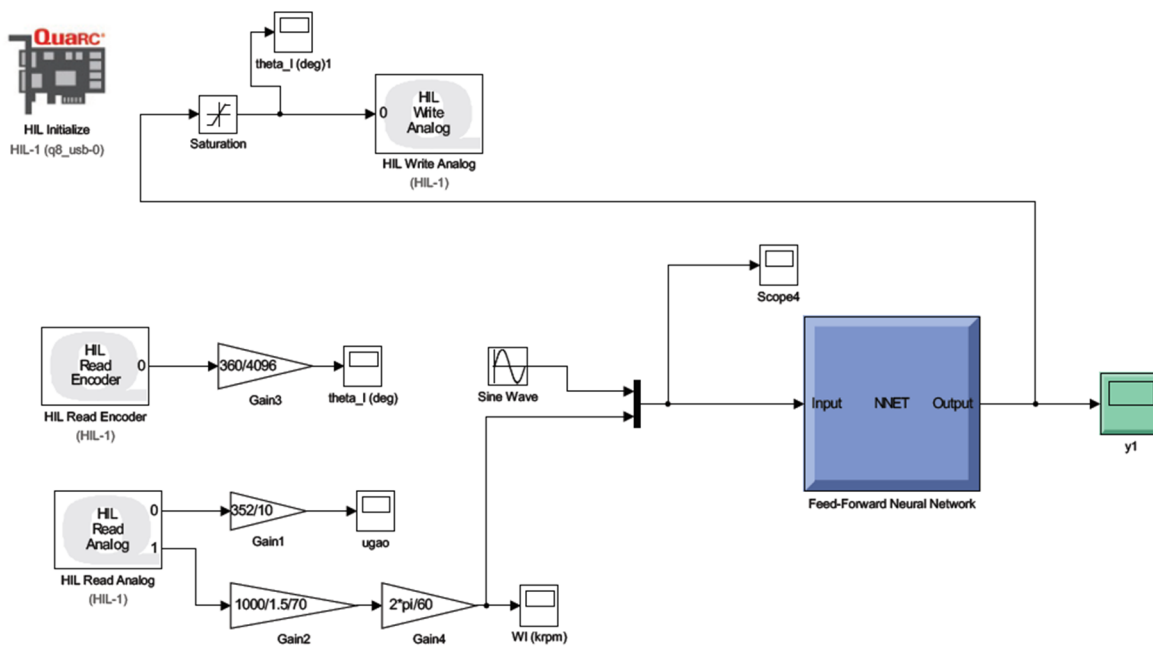 QUARC
HIL Initialize
HIL-1 (q8_usb-0)
theta_l (deg)1
Saturation
0
HIL
Write
Analog
HIL Write Analog
(HIL-1)
Scope4
HIL
Read
Encoder
0
HIL Read Encoder
(HIL-1)
360/4096
Gain3
theta_l (deg)
Sine Wave
Input
NNET
Output
Feed-Forward Neural Network
y1
HIL
Read
Analog
0
1
HIL Read Analog
(HIL-1)
352/10
Gain1
ugao
1000/1.5/70
Gain2
2*pi/60
Gain4
Wl (krpm)